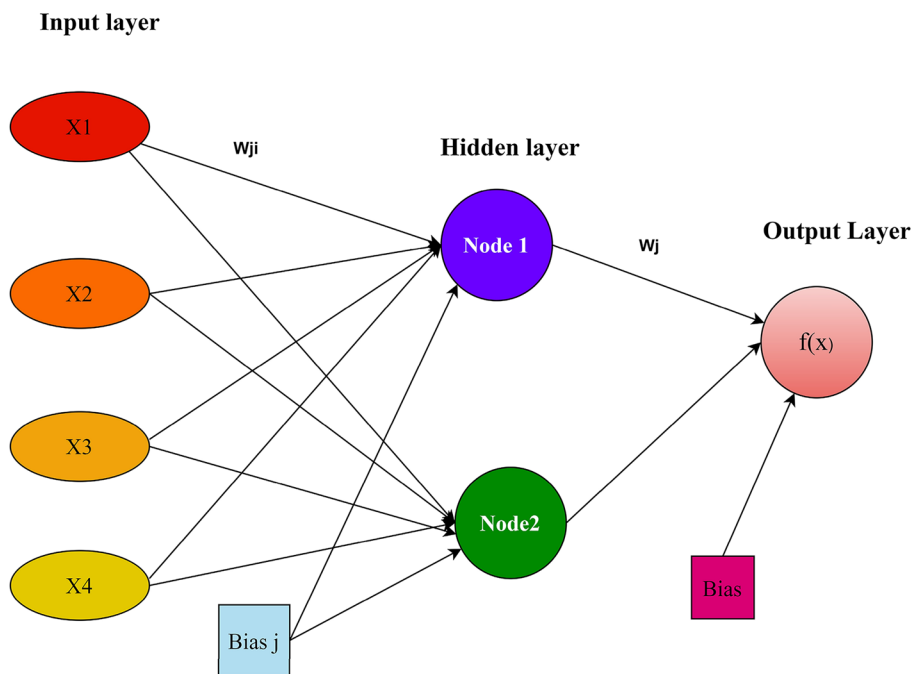 Input layer
X1
Wji
Hidden layer
Node 1
Wj
Output Layer
X2
f(x)
X3
Node2
X4
Bias j
Bias